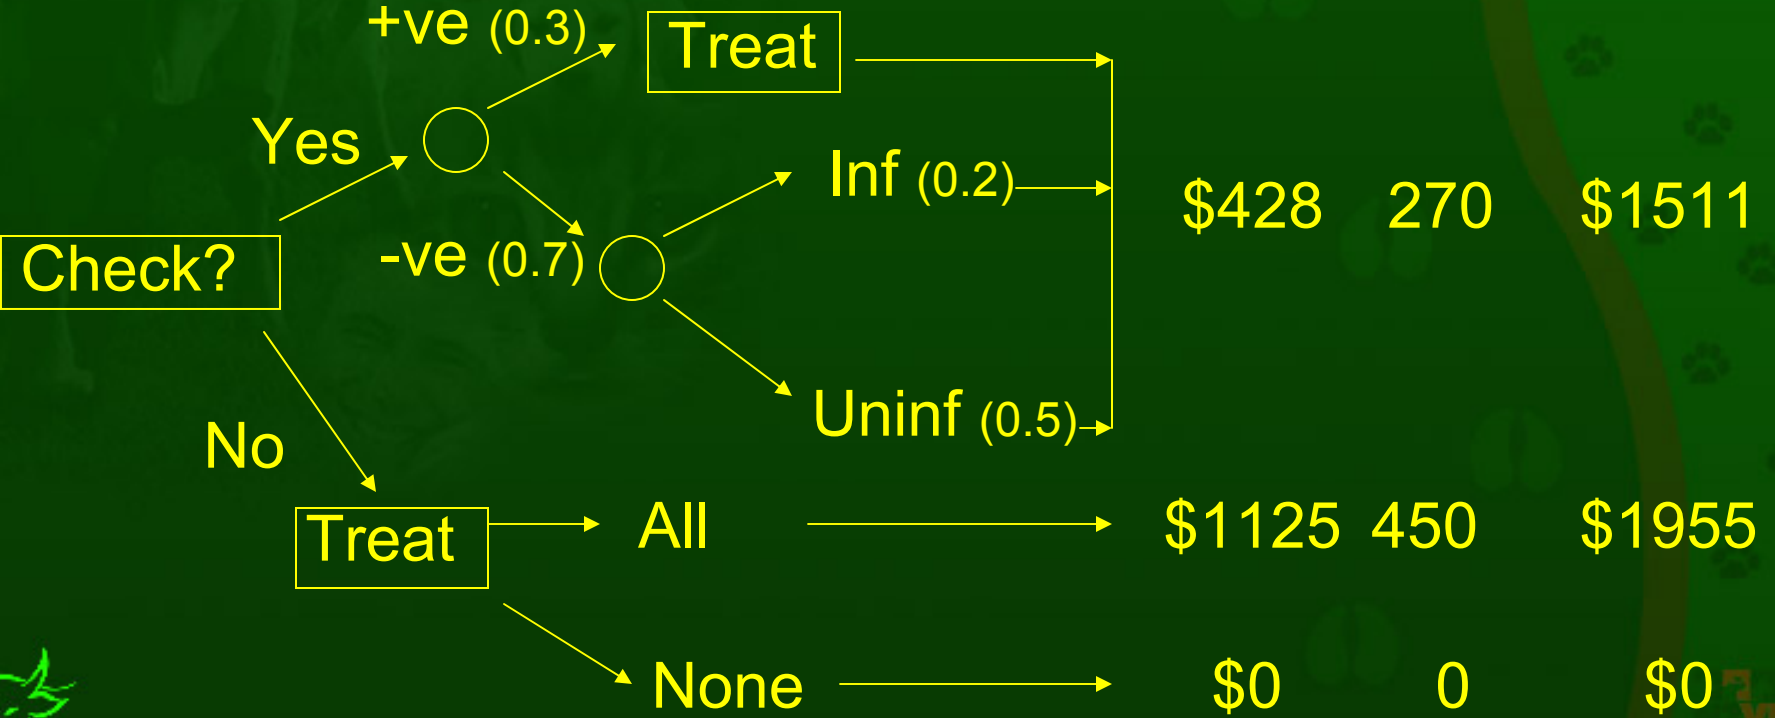 +ve (0.3)
Treat
Yes
Inf (0.2)
$428 270 $1511
Check?
-ve (0.7)
Uninf (0.5)
No
Treat
All
$1125 450 $1955
None
$0 0 $0